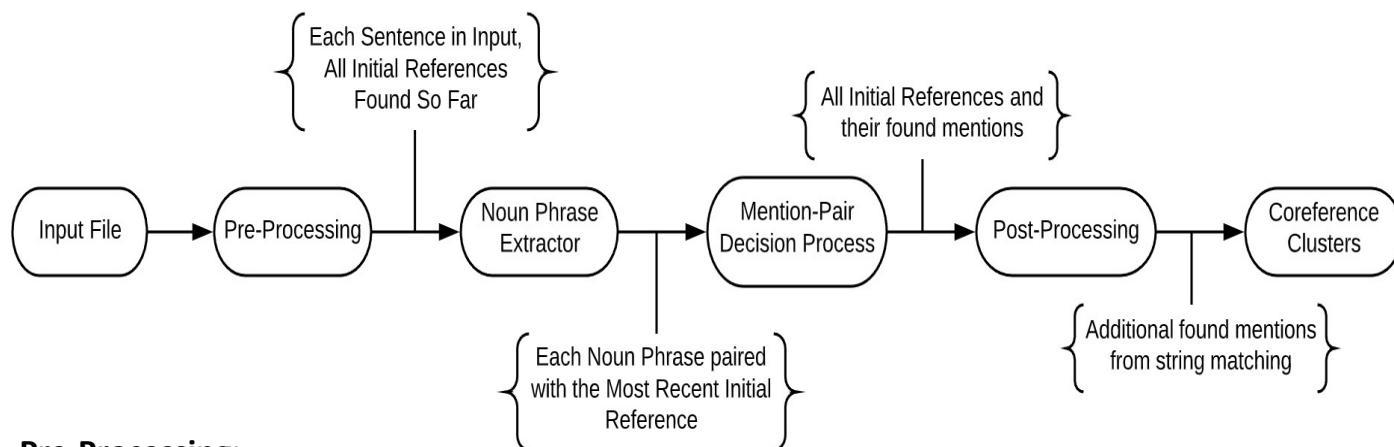 Each Sentence in Input,
All Initial References
Found So Far
All Initial References and
their found mentions
Input File
Pre-Processing
Noun Phrase
Extractor
Mention-Pair
Decision Process
Post-Processing
Coreference
Clusters
Each Noun Phrase paired
with the Most Recent Initial
Reference
Additional found mentions
from string matching
Pre-Processing: